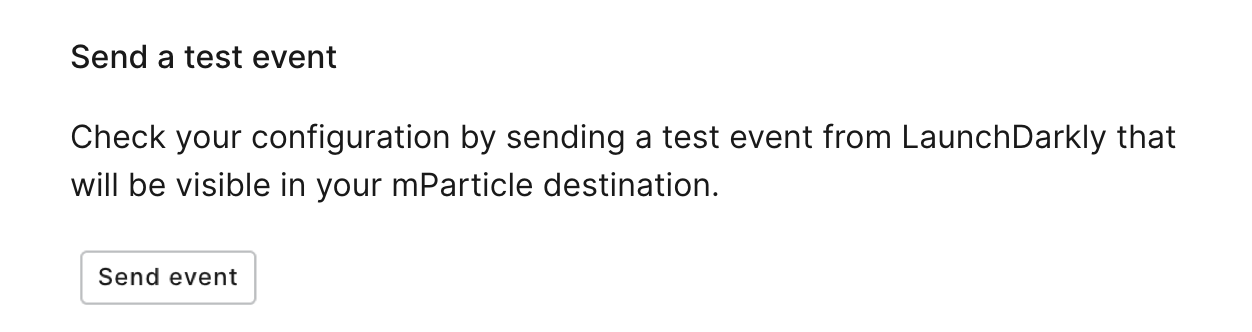 Send a test event
Check your configuration by sending a test event from LaunchDarkly that
will be visible in your mParticle destination.
Send event